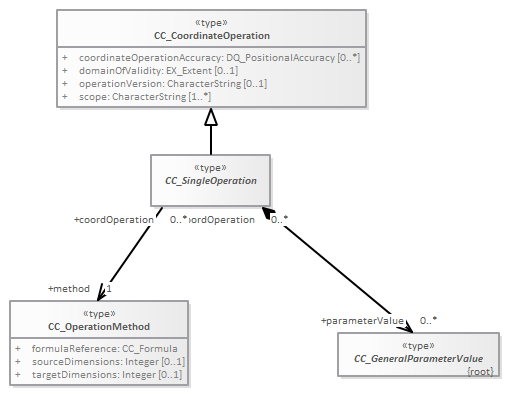 «type»
CC_CoordinateOperation
+ coordinateOperationAccuracy: DQ_PositionalAccuracy [0..*]
+ domainOfValidity: EX_Extent [0..1]
+ operationVersion: CharacterString [0..1]
+ scope: CharacterString [1..*]
«type»
CC_SingleOperation
+coordOperation 0..* ordOperation 0..*
+method 1
+parameterValue 0..*
«type»
CC_OperationMethod
+ formulaReference: CC_Formula
+ sourceDimensions: Integer [0..1]
+ targetDimensions: Integer [0..1]
«type»
CC_GeneralParameterValue
{root}